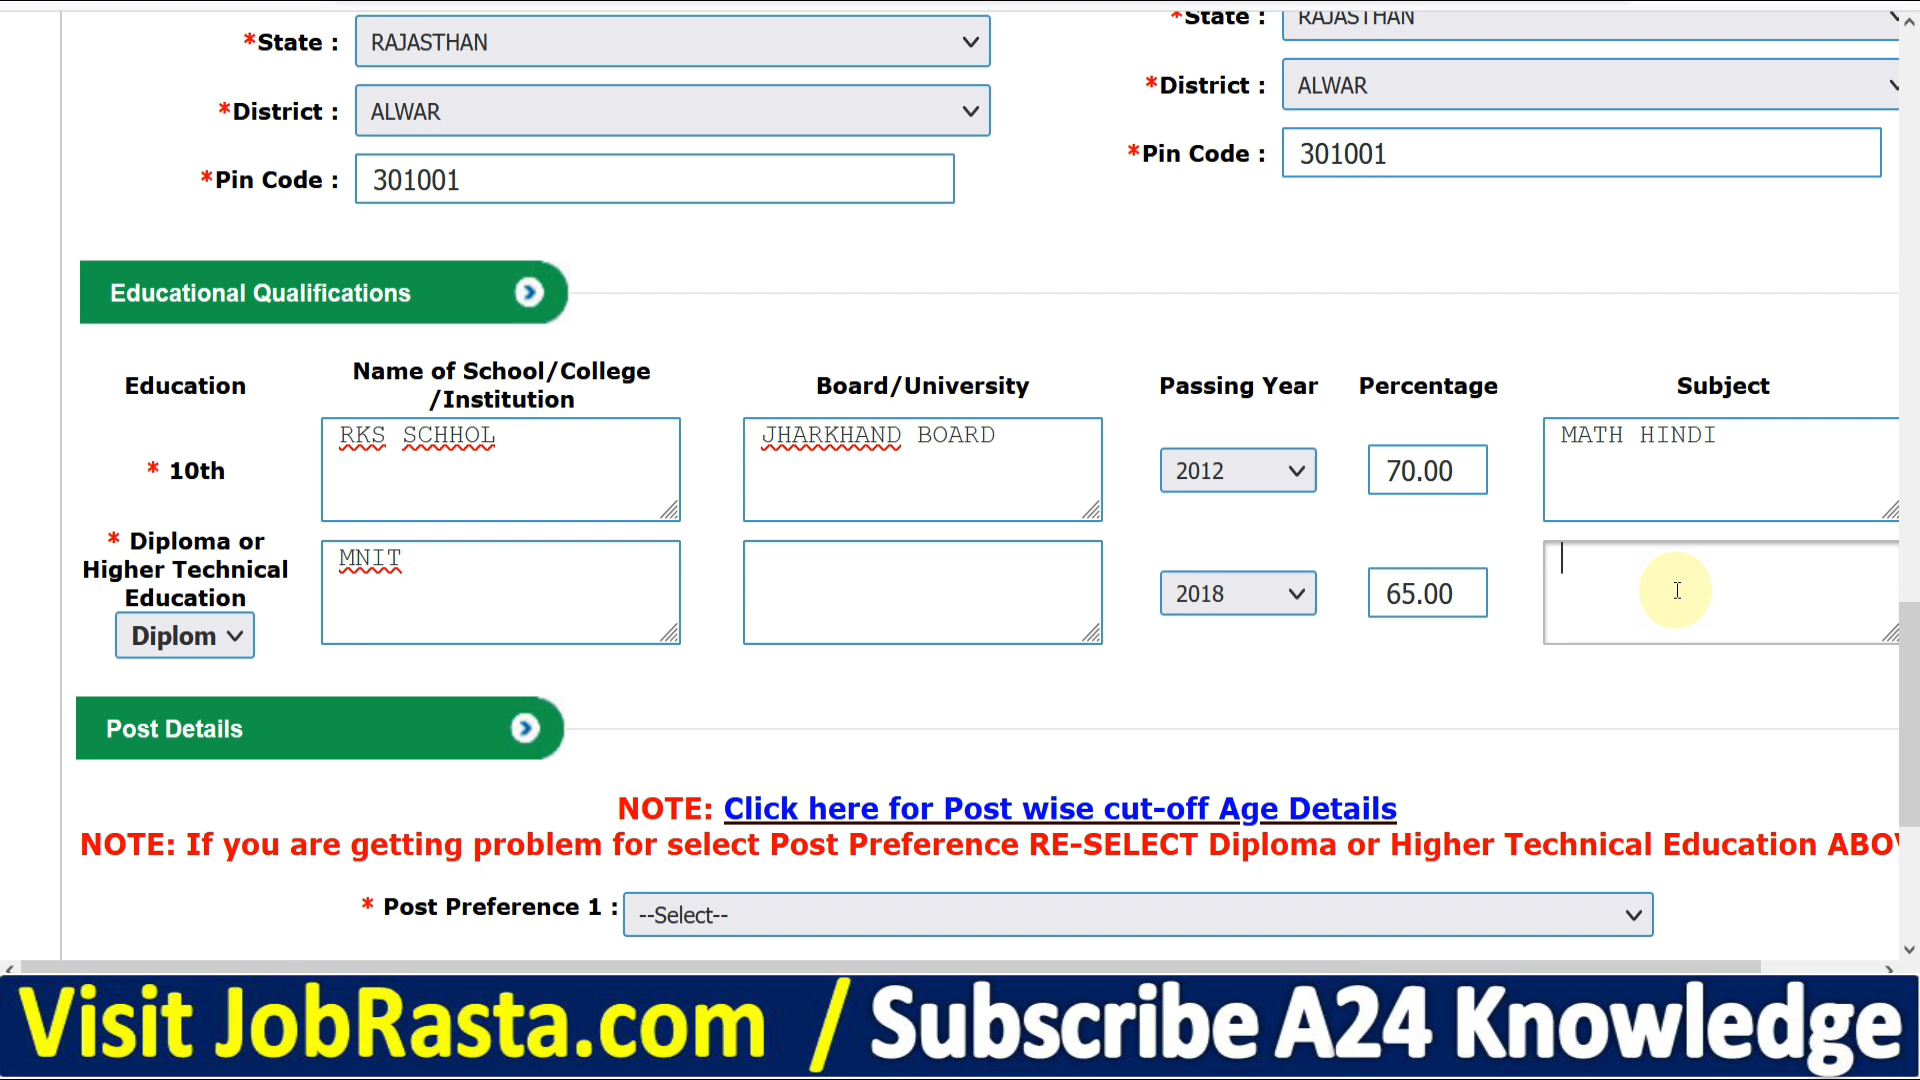 *State : RAJASTHAN
*State : RAJASTHAN
*District : ALWAR
*District : ALWAR
*Pin Code : 301001
*Pin Code : 301001
Educational Qualifications
Education
Name of School/College
/Institution
Board/University
Passing Year
Percentage
Subject
* 10th
RKS SCHHOL
JHARKHAND BOARD
2012
70.00
MATH HINDI
* Diploma or
Higher Technical
Education
Diplom
MNIT
2018
65.00
Post Details
NOTE: Click here for Post wise cut-off Age Details
NOTE: If you are getting problem for select Post Preference RE-SELECT Diploma or Higher Technical Education ABOV
* Post Preference 1 : --Select--
Visit JobRasta.com / Subscribe A24 Knowledge